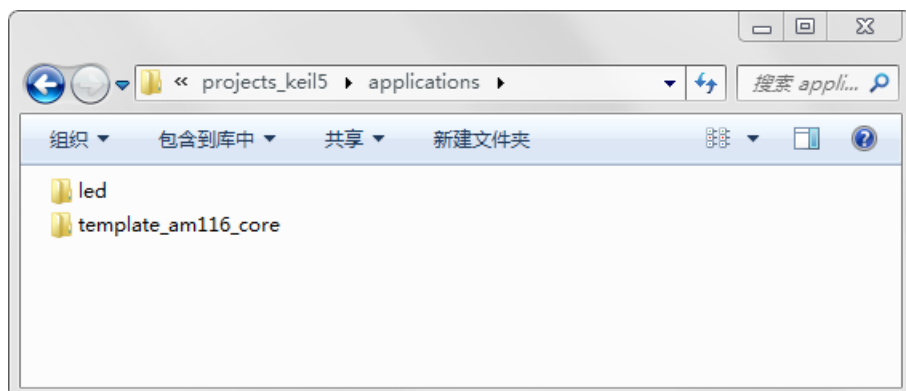 « projects_keil5 applications 搜索 appli...
组织 包含到库中 共享 新建文件夹
led
template_am116_core